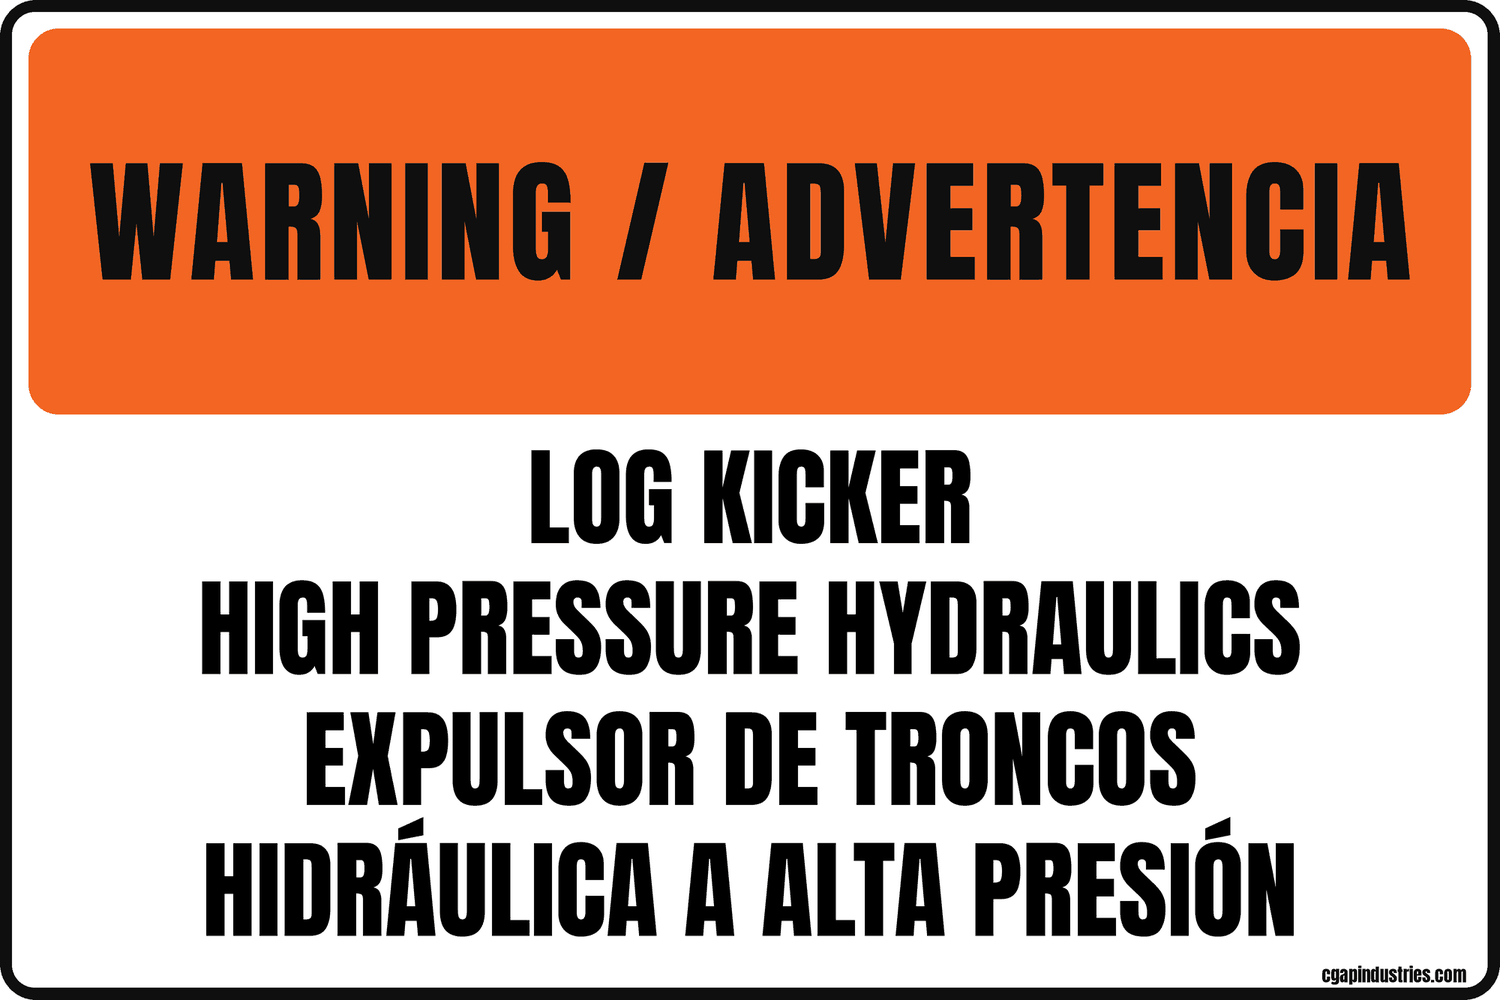 WARNING / ADVERTENCIA
LOG KICKER
HIGH PRESSURE HYDRAULICS
EXPULSOR DE TRONCOS
HIDRÁULICA A ALTA PRESIÓN
cgapindustries.com